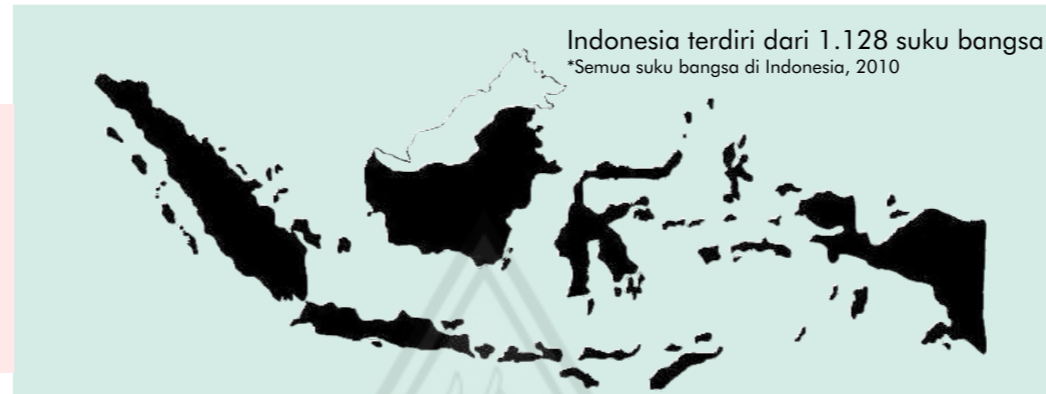 Indonesia terdiri dari 1.128 suku bangsa
*Semua suku bangsa di Indonesia, 2010